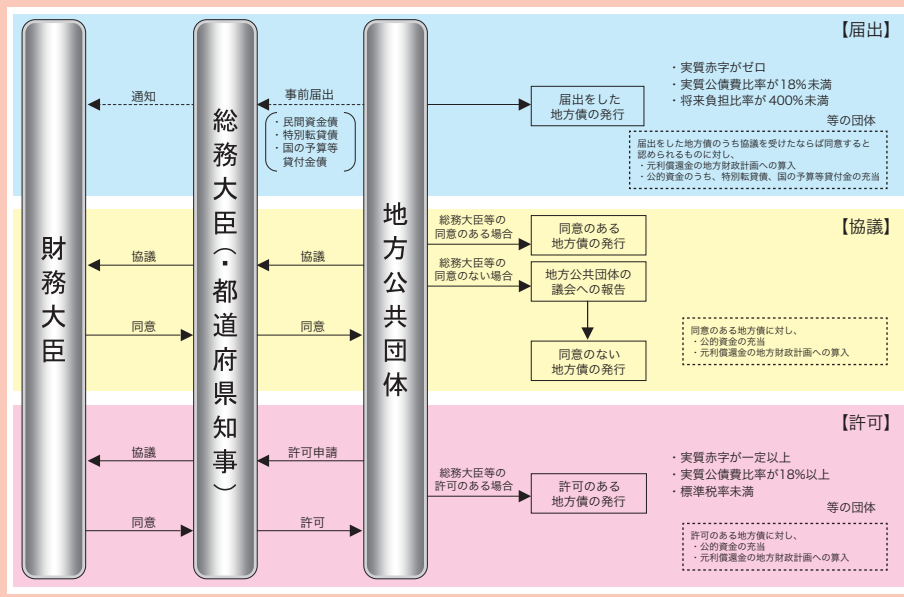 財務大臣
総務大臣（・都道府県知事）
地方公共団体
【届出】
通知
事前届出
・民間資金債
・特別転貸債
・国の予算等
貸付金債
届出をした
地方債の発行
・実質赤字がゼロ
・実質公債費比率が18%未満
・将来負担比率が400%未満
等の団体
届出をした地方債のうち協議を受けたならば同意すると
認められるものに対し、
・元利償還金の地方財政計画への算入
・公的資金のうち、特別転貸債、国の予算等貸付金の充当
【協議】
協議
協議
同意
同意
総務大臣等の
同意のある場合
同意のある
地方債の発行
総務大臣等の
同意のない場合
地方公共団体の
議会への報告
同意のない
地方債の発行
同意のある地方債に対し、
・公的資金の充当
・元利償還金の地方財政計画への算入
【許可】
協議
許可申請
同意
許可
総務大臣等の
許可のある場合
許可のある
地方債の発行
・実質赤字が一定以上
・実質公債費比率が18%以上
・標準税率未満
等の団体
許可のある地方債に対し、
・公的資金の充当
・元利償還金の地方財政計画への算入